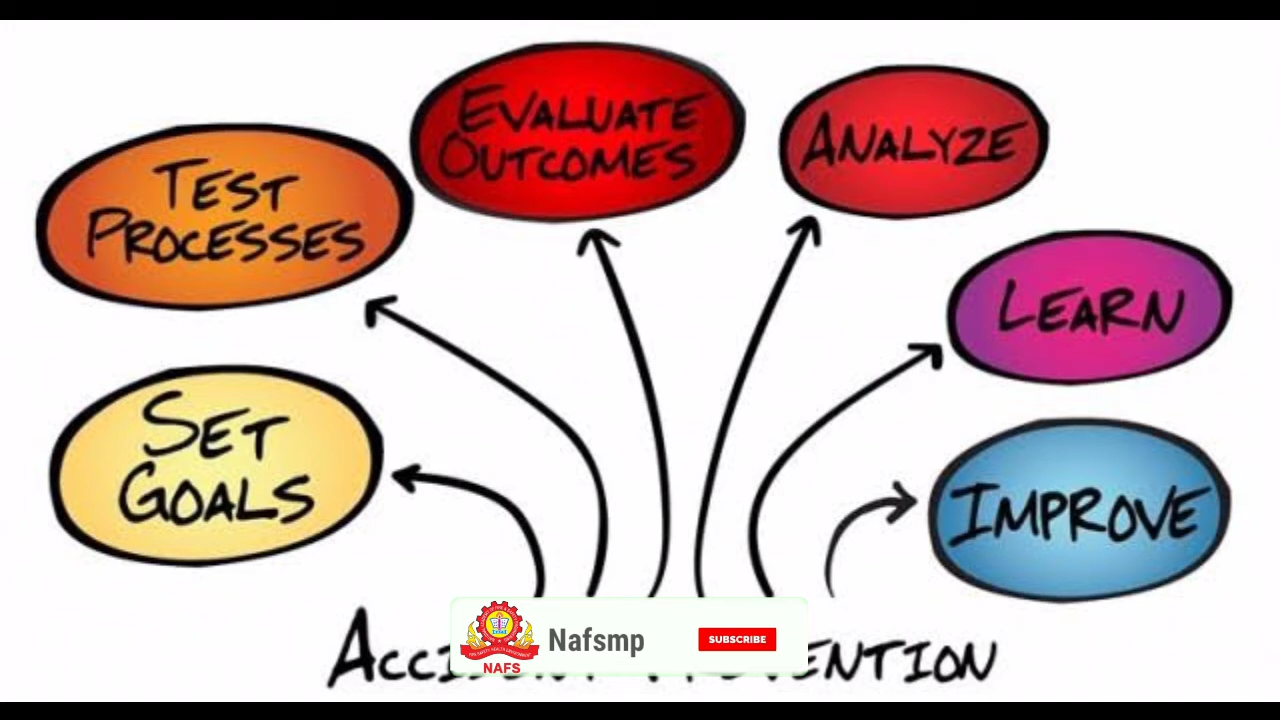 EVALUATE
OUTCOMES
ANALYZE
TEST
PROCESSES
LEARN
SET
GOALS
IMPROVE
Nafsmp
SUBSCRIBE
NAFS